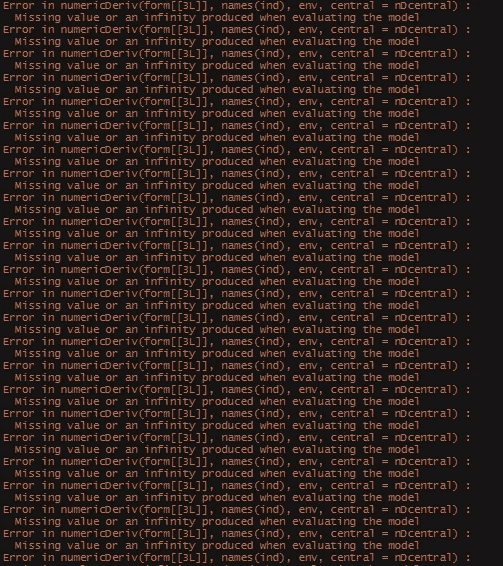 Error in numericDeriv(form[[3L]], names(ind), env, central = nDcentral) :
Missing value or an infinity produced when evaluating the model
Error in numericDeriv(form[[3L]], names(ind), env, central = nDcentral) :
Missing value or an infinity produced when evaluating the model
Error in numericDeriv(form[[3L]], names(ind), env, central = nDcentral) :
Missing value or an infinity produced when evaluating the model
Error in numericDeriv(form[[3L]], names(ind), env, central = nDcentral) :
Missing value or an infinity produced when evaluating the model
Error in numericDeriv(form[[3L]], names(ind), env, central = nDcentral) :
Missing value or an infinity produced when evaluating the model
Error in numericDeriv(form[[3L]], names(ind), env, central = nDcentral) :
Missing value or an infinity produced when evaluating the model
Error in numericDeriv(form[[3L]], names(ind), env, central = nDcentral) :
Missing value or an infinity produced when evaluating the model
Error in numericDeriv(form[[3L]], names(ind), env, central = nDcentral) :
Missing value or an infinity produced when evaluating the model
Error in numericDeriv(form[[3L]], names(ind), env, central = nDcentral) :
Missing value or an infinity produced when evaluating the model
Error in numericDeriv(form[[3L]], names(ind), env, central = nDcentral) :
Missing value or an infinity produced when evaluating the model
Error in numericDeriv(form[[3L]], names(ind), env, central = nDcentral) :
Missing value or an infinity produced when evaluating the model
Error in numericDeriv(form[[3L]], names(ind), env, central = nDcentral) :
Missing value or an infinity produced when evaluating the model
Error in numericDeriv(form[[3L]], names(ind), env, central = nDcentral) :
Missing value or an infinity produced when evaluating the model
Error in numericDeriv(form[[3L]], names(ind), env, central = nDcentral) :
Missing value or an infinity produced when evaluating the model
Error in numericDeriv(form[[3L]], names(ind), env, central = nDcentral) :
Missing value or an infinity produced when evaluating the model
Error in numericDeriv(form[[3L]], names(ind), env, central = nDcentral) :
Missing value or an infinity produced when evaluating the model
Error in numericDeriv(form[[3L]], names(ind), env, central = nDcentral) :
Missing value or an infinity produced when evaluating the model
Error in numericDeriv(form[[3L]], names(ind), env, central = nDcentral) :
Missing value or an infinity produced when evaluating the model
Error in numericDeriv(form[[3L]], names(ind), env, central = nDcentral) :
Missing value or an infinity produced when evaluating the model
Error in numericDeriv(form[[3L]], names(ind), env, central = nDcentral) :
Missing value or an infinity produced when evaluating the model
Error in numericDeriv(form[[3L]], names(ind), env, central = nDcentral) :
Missing value or an infinity produced when evaluating the model
Error in numericDeriv(form[[3L]], names(ind), env, central = nDcentral) :
Missing value or an infinity produced when evaluating the model
Error in numericDeriv(form[[3L]], names(ind), env, central = nDcentral) :
Missing value or an infinity produced when evaluating the model
Error in numericDeriv(form[[3L]], names(ind), env, central = nDcentral) :